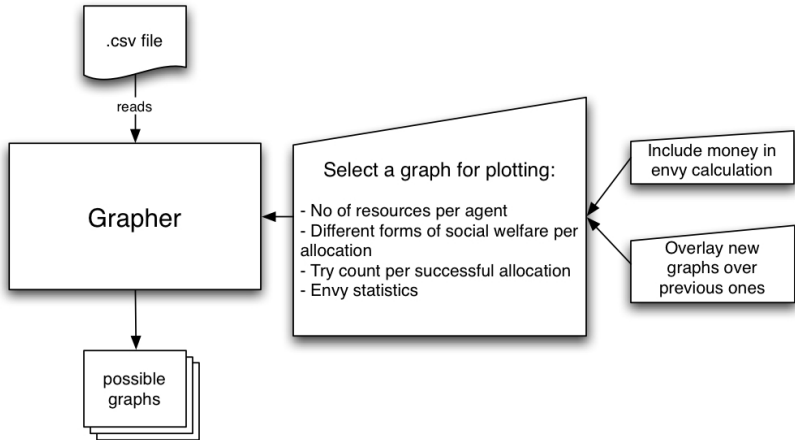 .csv file
reads
Grapher
Select a graph for plotting:
- No of resources per agent
- Different forms of social welfare per
allocation
- Try count per successful allocation
- Envy statistics
Include money in
envy calculation
Overlay new
graphs over
previous ones
possible
graphs